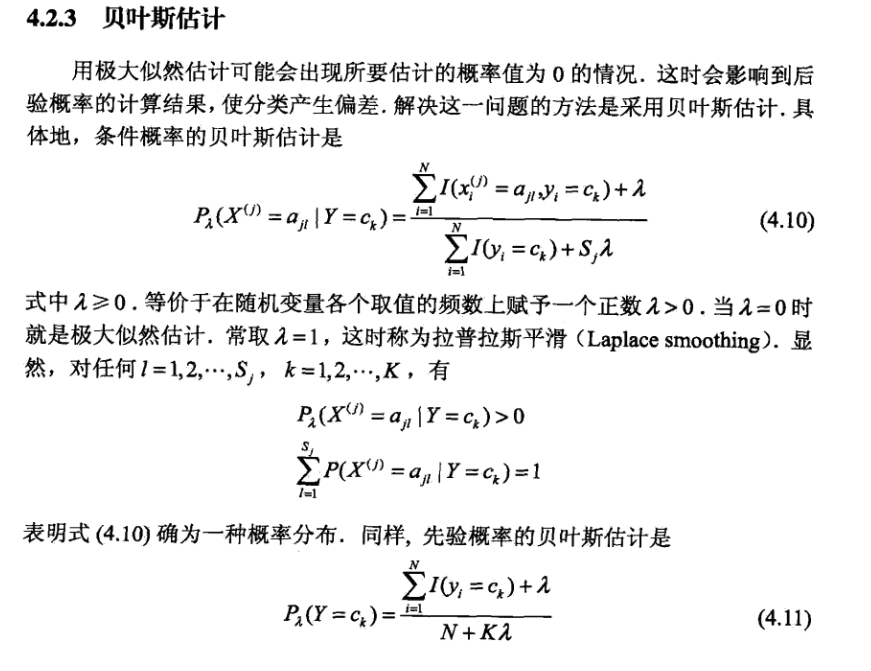 4.2.3 贝叶斯估计
用极大似然估计可能会出现所要估计的概率值为 0 的情况．这时会影响到后
验概率的计算结果，使分类产生偏差．解决这一问题的方法是采用贝叶斯估计．具
体地，条件概率的贝叶斯估计是
$P_\lambda(X^{(j)}=a_{jl}\mid Y=c_k)=\dfrac{\sum_{i=1}^{N}I(x_i^{(j)}=a_{jl},y_i=c_k)+\lambda}{\sum_{i=1}^{N}I(y_i=c_k)+S_j\lambda}$ (4.10)
式中 λ≥0．等价于在随机变量各个取值的频数上赋予一个正数 λ>0．当 λ=0 时
就是极大似然估计．常取 λ=1，这时称为拉普拉斯平滑（Laplace smoothing）．显
然，对任何 $l=1,2,\cdots,S_j$，$k=1,2,\cdots,K$，有
$P_\lambda(X^{(j)}=a_{jl}\mid Y=c_k)>0$
$\sum_{l=1}^{S_j}P(X^{(j)}=a_{jl}\mid Y=c_k)=1$
表明式 (4.10) 确为一种概率分布．同样, 先验概率的贝叶斯估计是
$P_\lambda(Y=c_k)=\dfrac{\sum_{i=1}^{N}I(y_i=c_k)+\lambda}{N+K\lambda}$ (4.11)